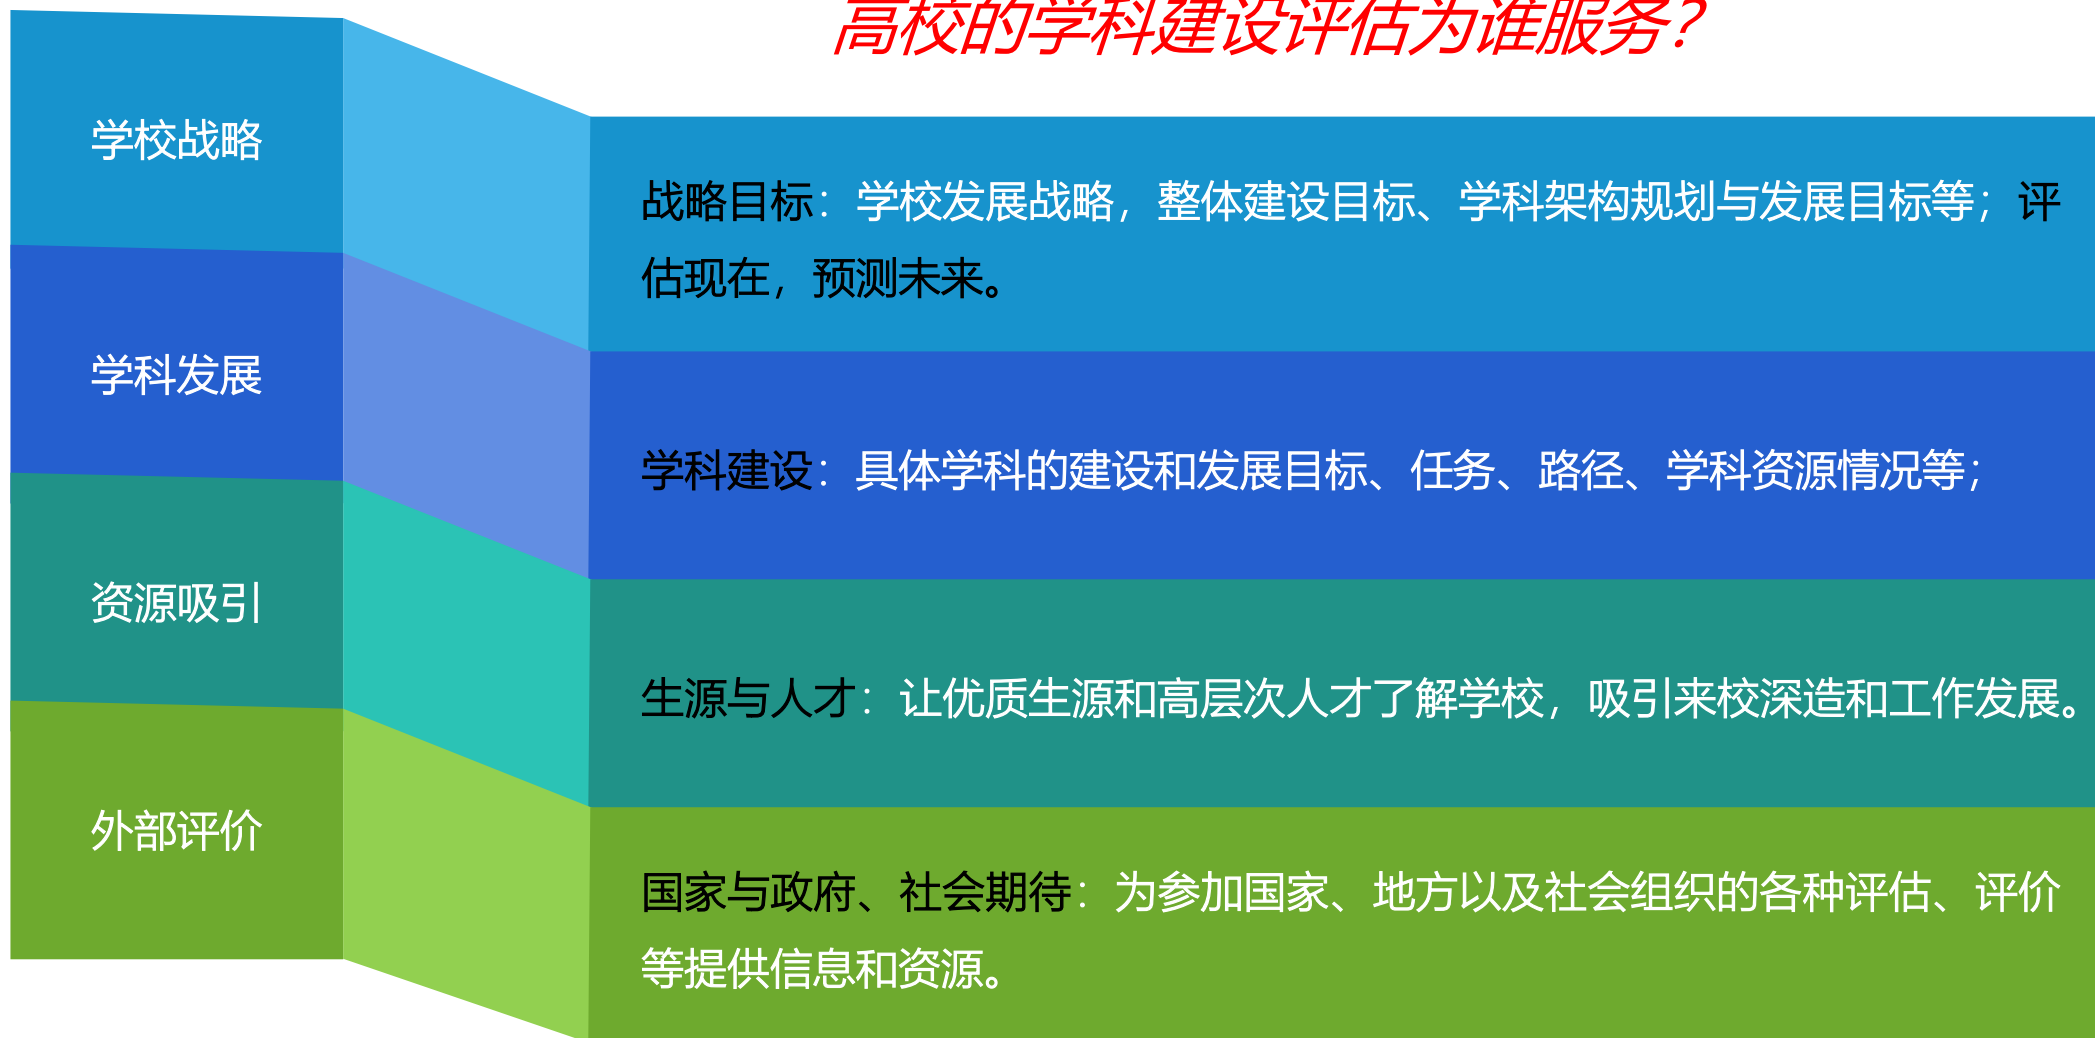 高校的学科建设评估为谁服务？
学校战略
战略目标：学校发展战略，整体建设目标、学科架构规划与发展目标等；评
估现在，预测未来。
学科发展
学科建设：具体学科的建设和发展目标、任务、路径、学科资源情况等；
资源吸引
生源与人才：让优质生源和高层次人才了解学校，吸引来校深造和工作发展。
外部评价
国家与政府、社会期待：为参加国家、地方以及社会组织的各种评估、评价
等提供信息和资源。